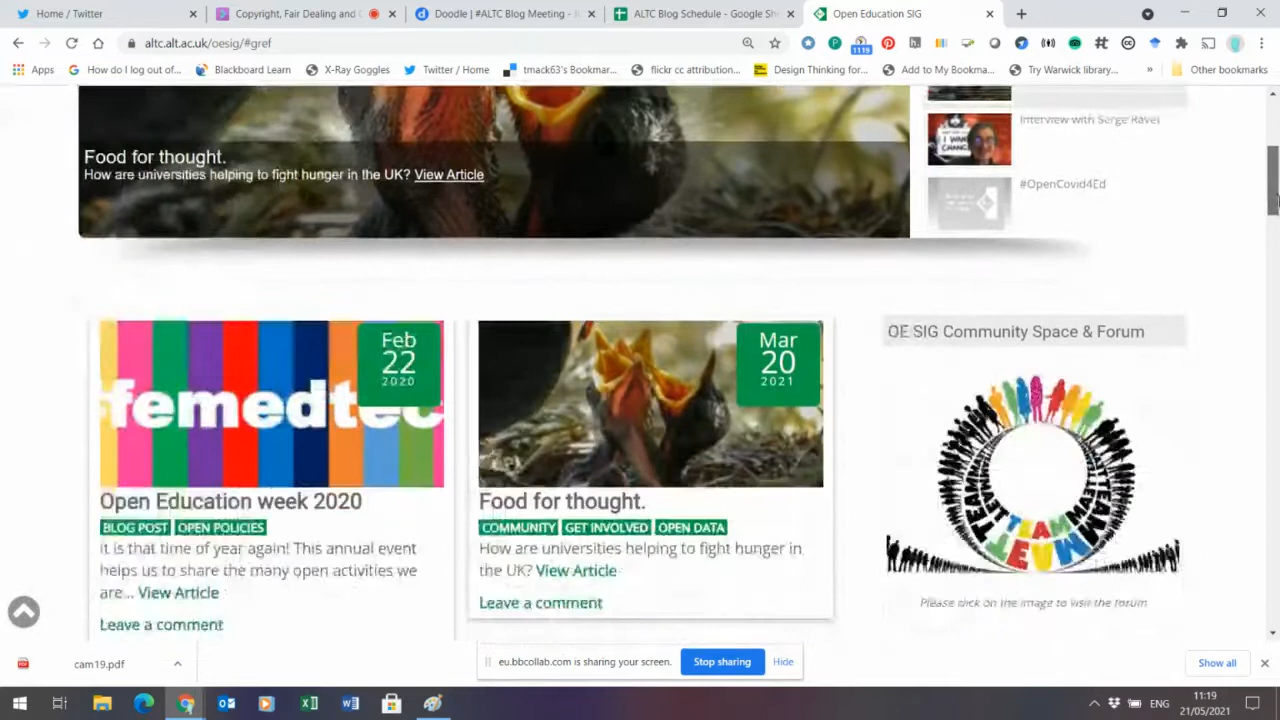 Home / Twitter
Copyright, Fair Dealing and
Doodle | #ALTC Blog Meeting -
ALTC Blog Schedule - Google She
Open Education SIG
altc.alt.ac.uk/oesig/#gref
1119
Apps
How do I log out of...
Blackboard Learn
X-Ray Goggles
Twitter / Home
tmack63's Bookmar...
flickr cc attribution...
Design Thinking for...
Add to My Bookma...
Try Warwick library...
Other bookmarks
Food for thought.
How are universities helping to fight hunger in the UK? View Article
I WANT
CHANGE
Interview with Serge Ravel
#OpenCovid4Ed
femedtec
Feb
22
2020
Open Education week 2020
BLOG POST OPEN POLICIES
It is that time of year again! This annual event
helps us to share the many open activities we
are... View Article
Leave a comment
Mar
20
2021
Food for thought.
COMMUNITY GET INVOLVED OPEN DATA
How are universities helping to fight hunger in
the UK? View Article
Leave a comment
OE SIG Community Space & Forum
TEAM
Please click on the image to visit the forum
cam19.pdf
eu.bbcollab.com is sharing your screen.
Stop sharing
Hide
Show all
ENG
11:19
21/05/2021